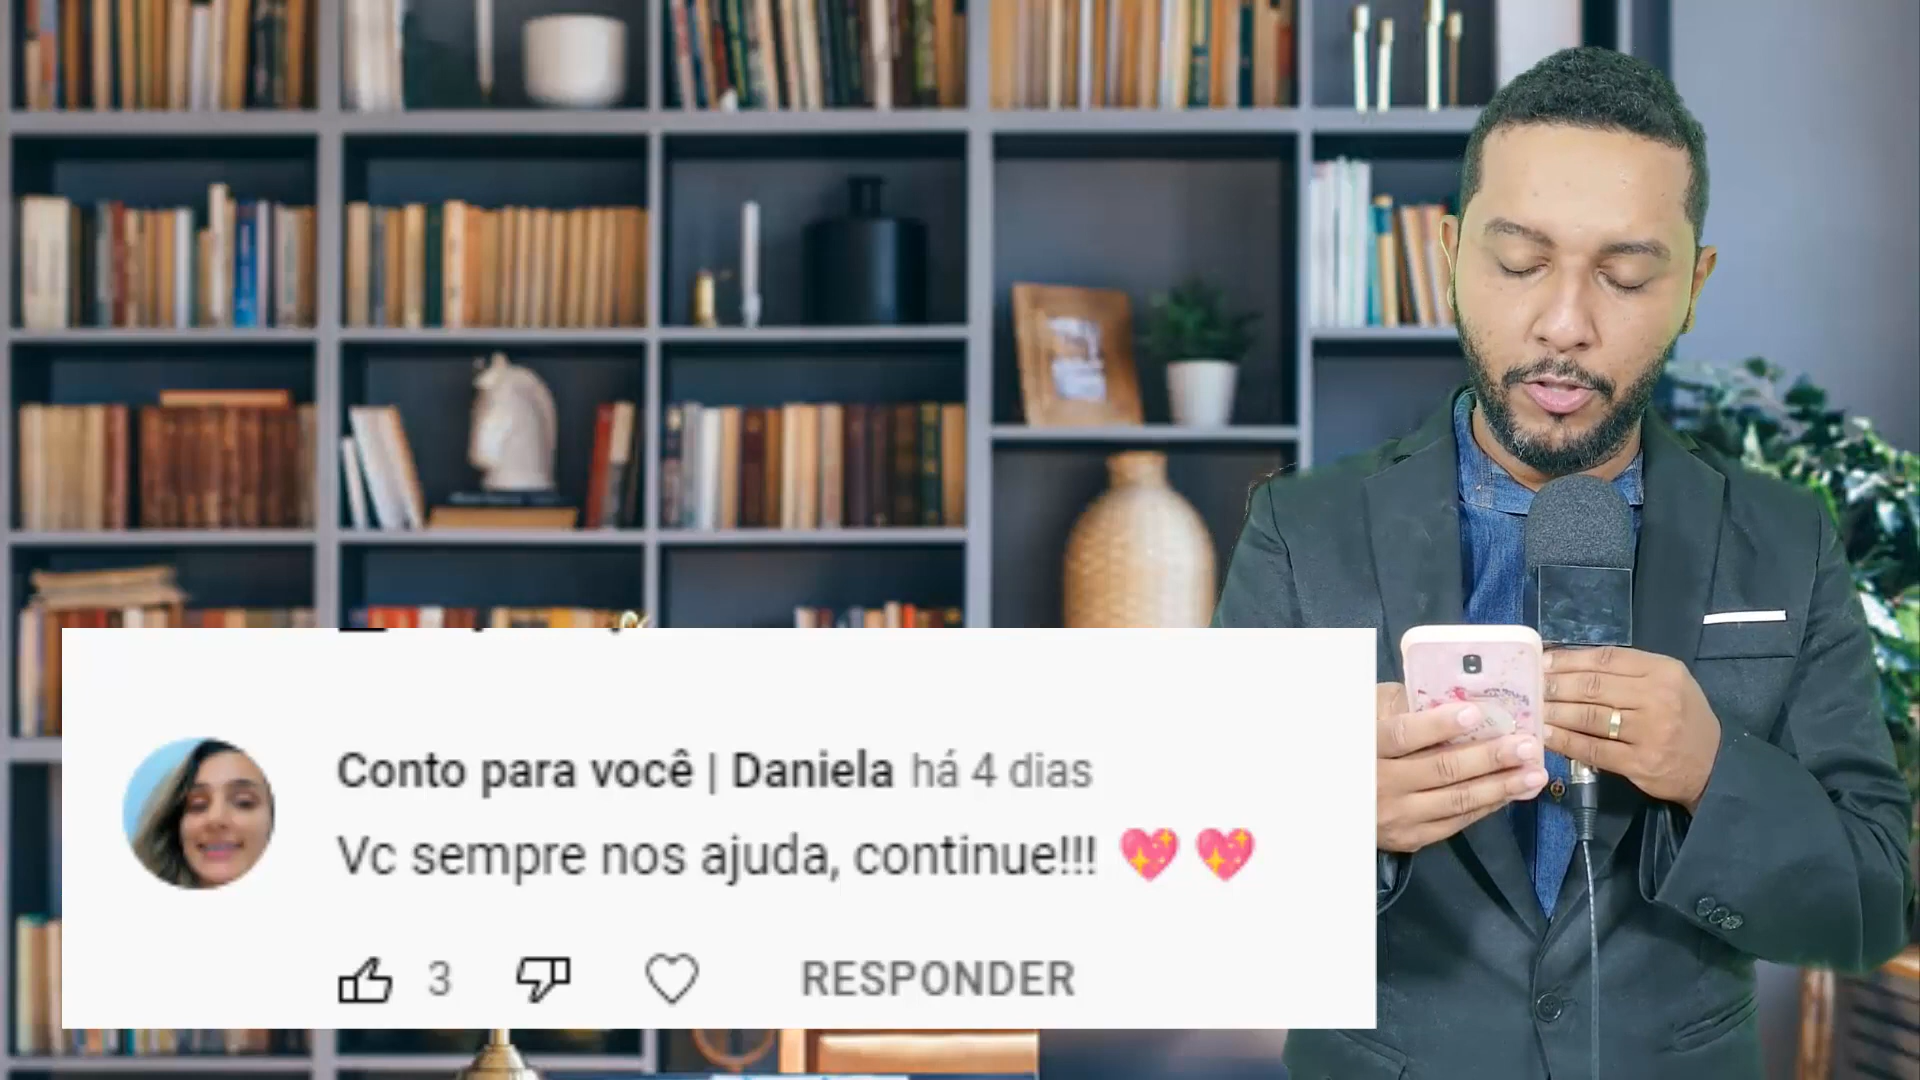 Conto para você | Daniela há 4 dias
Vc sempre nos ajuda, continue!!! 💖 💖
3
RESPONDER